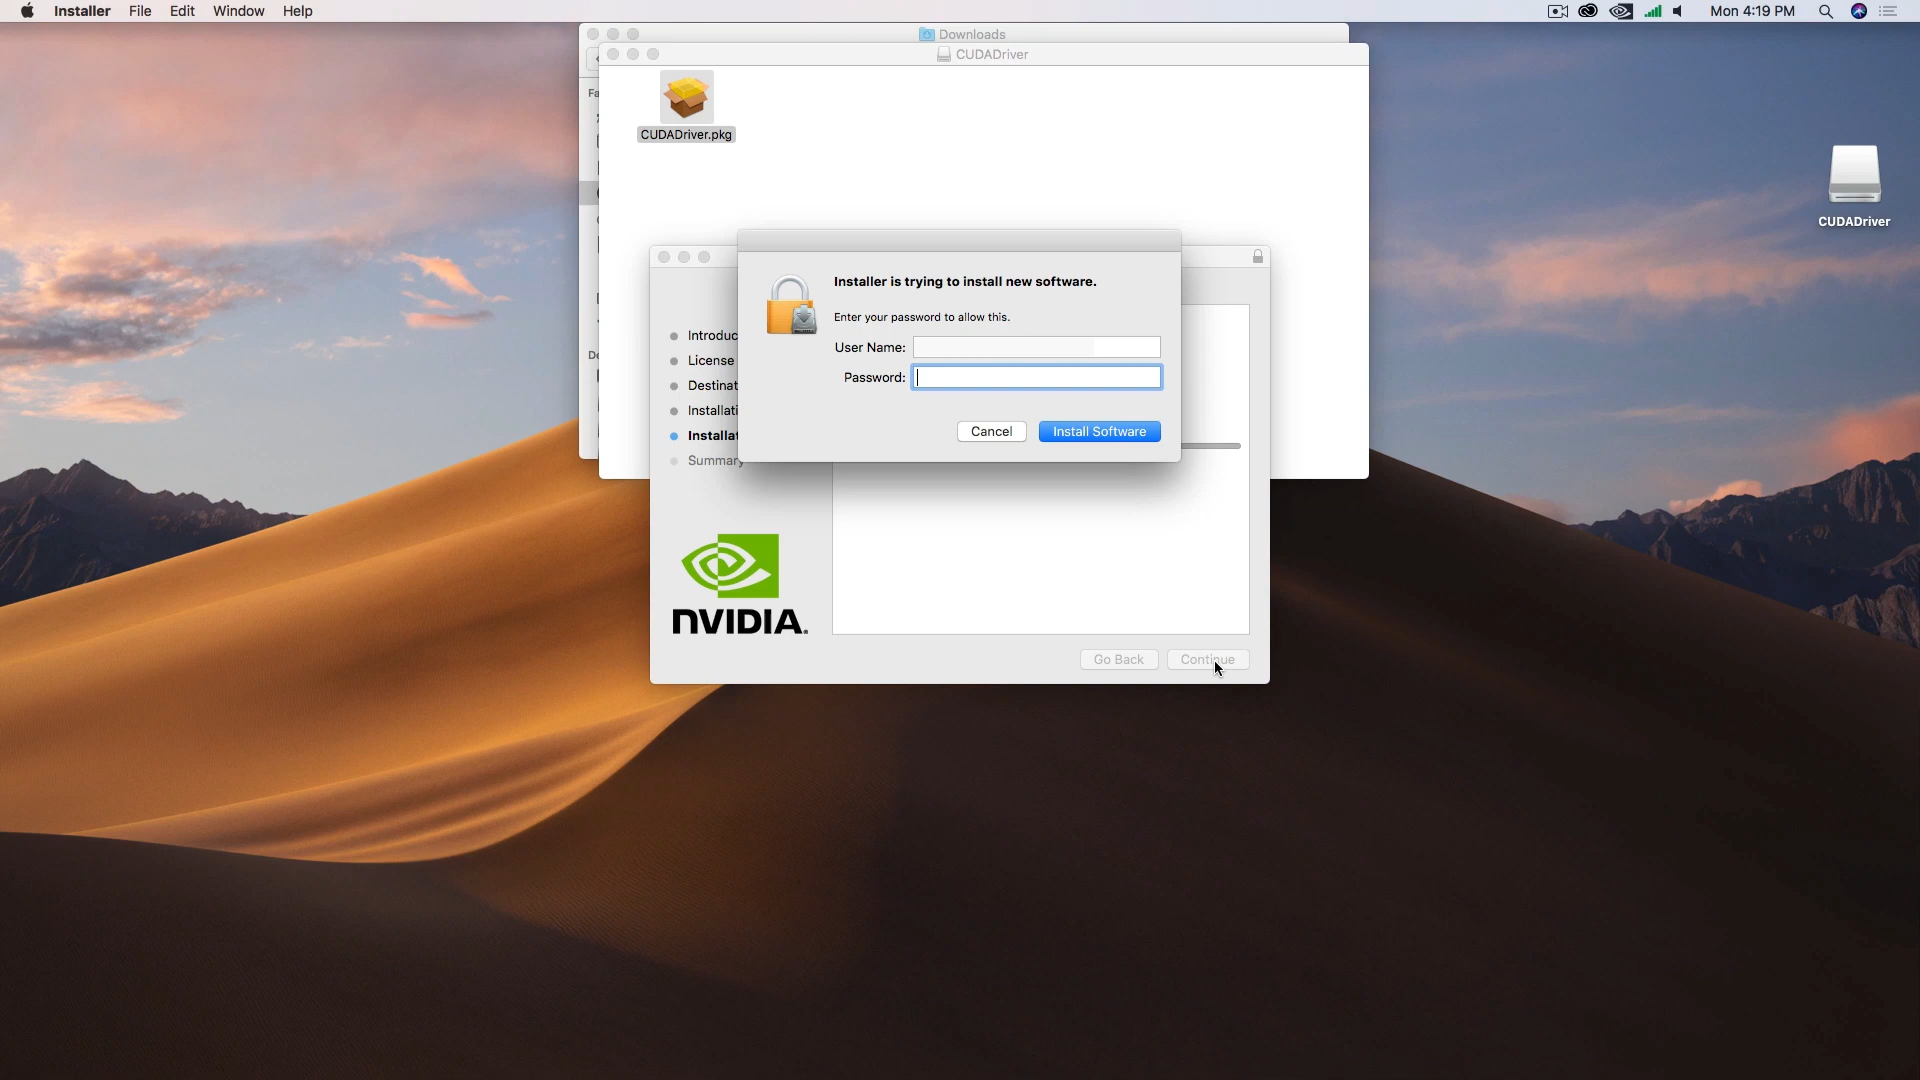 Installer File Edit Window Help Mon 4:19 PM
Downloads
CUDADriver
Fa
CUDADriver.pkg
CUDADriver
Installer is trying to install new software.
Enter your password to allow this.
User Name:
Password:
Cancel Install Software
Introduc
License
Destinat
Installati
Installat
Summary
De
NVIDIA.
Go Back Continue